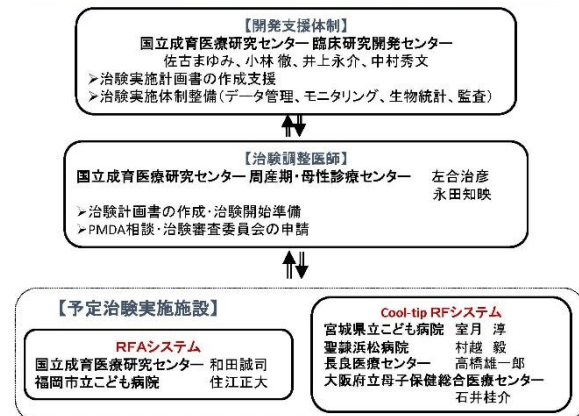 【開発支援体制】
国立成育医療研究センター 臨床研究開発センター
佐古まゆみ、小林 徹、井上永介、中村秀文
➢治験実施計画書の作成支援
➢治験実施体制整備(データ管理、モニタリング、生物統計、監査)
【治験調整医師】
国立成育医療研究センター 周産期・母性診療センター 左合治彦
永田知映
➢治験計画書の作成・治験開始準備
➢PMDA相談・治験審査委員会の申請
【予定治験実施施設】
RFAシステム
国立成育医療研究センター 和田誠司
福岡市立こども病院 住江正大
Cool-tip RFシステム
宮城県立こども病院 室月 淳
聖隷浜松病院 村越 毅
長良医療センター 高橋雄一郎
大阪府立母子保健総合医療センター
石井桂介